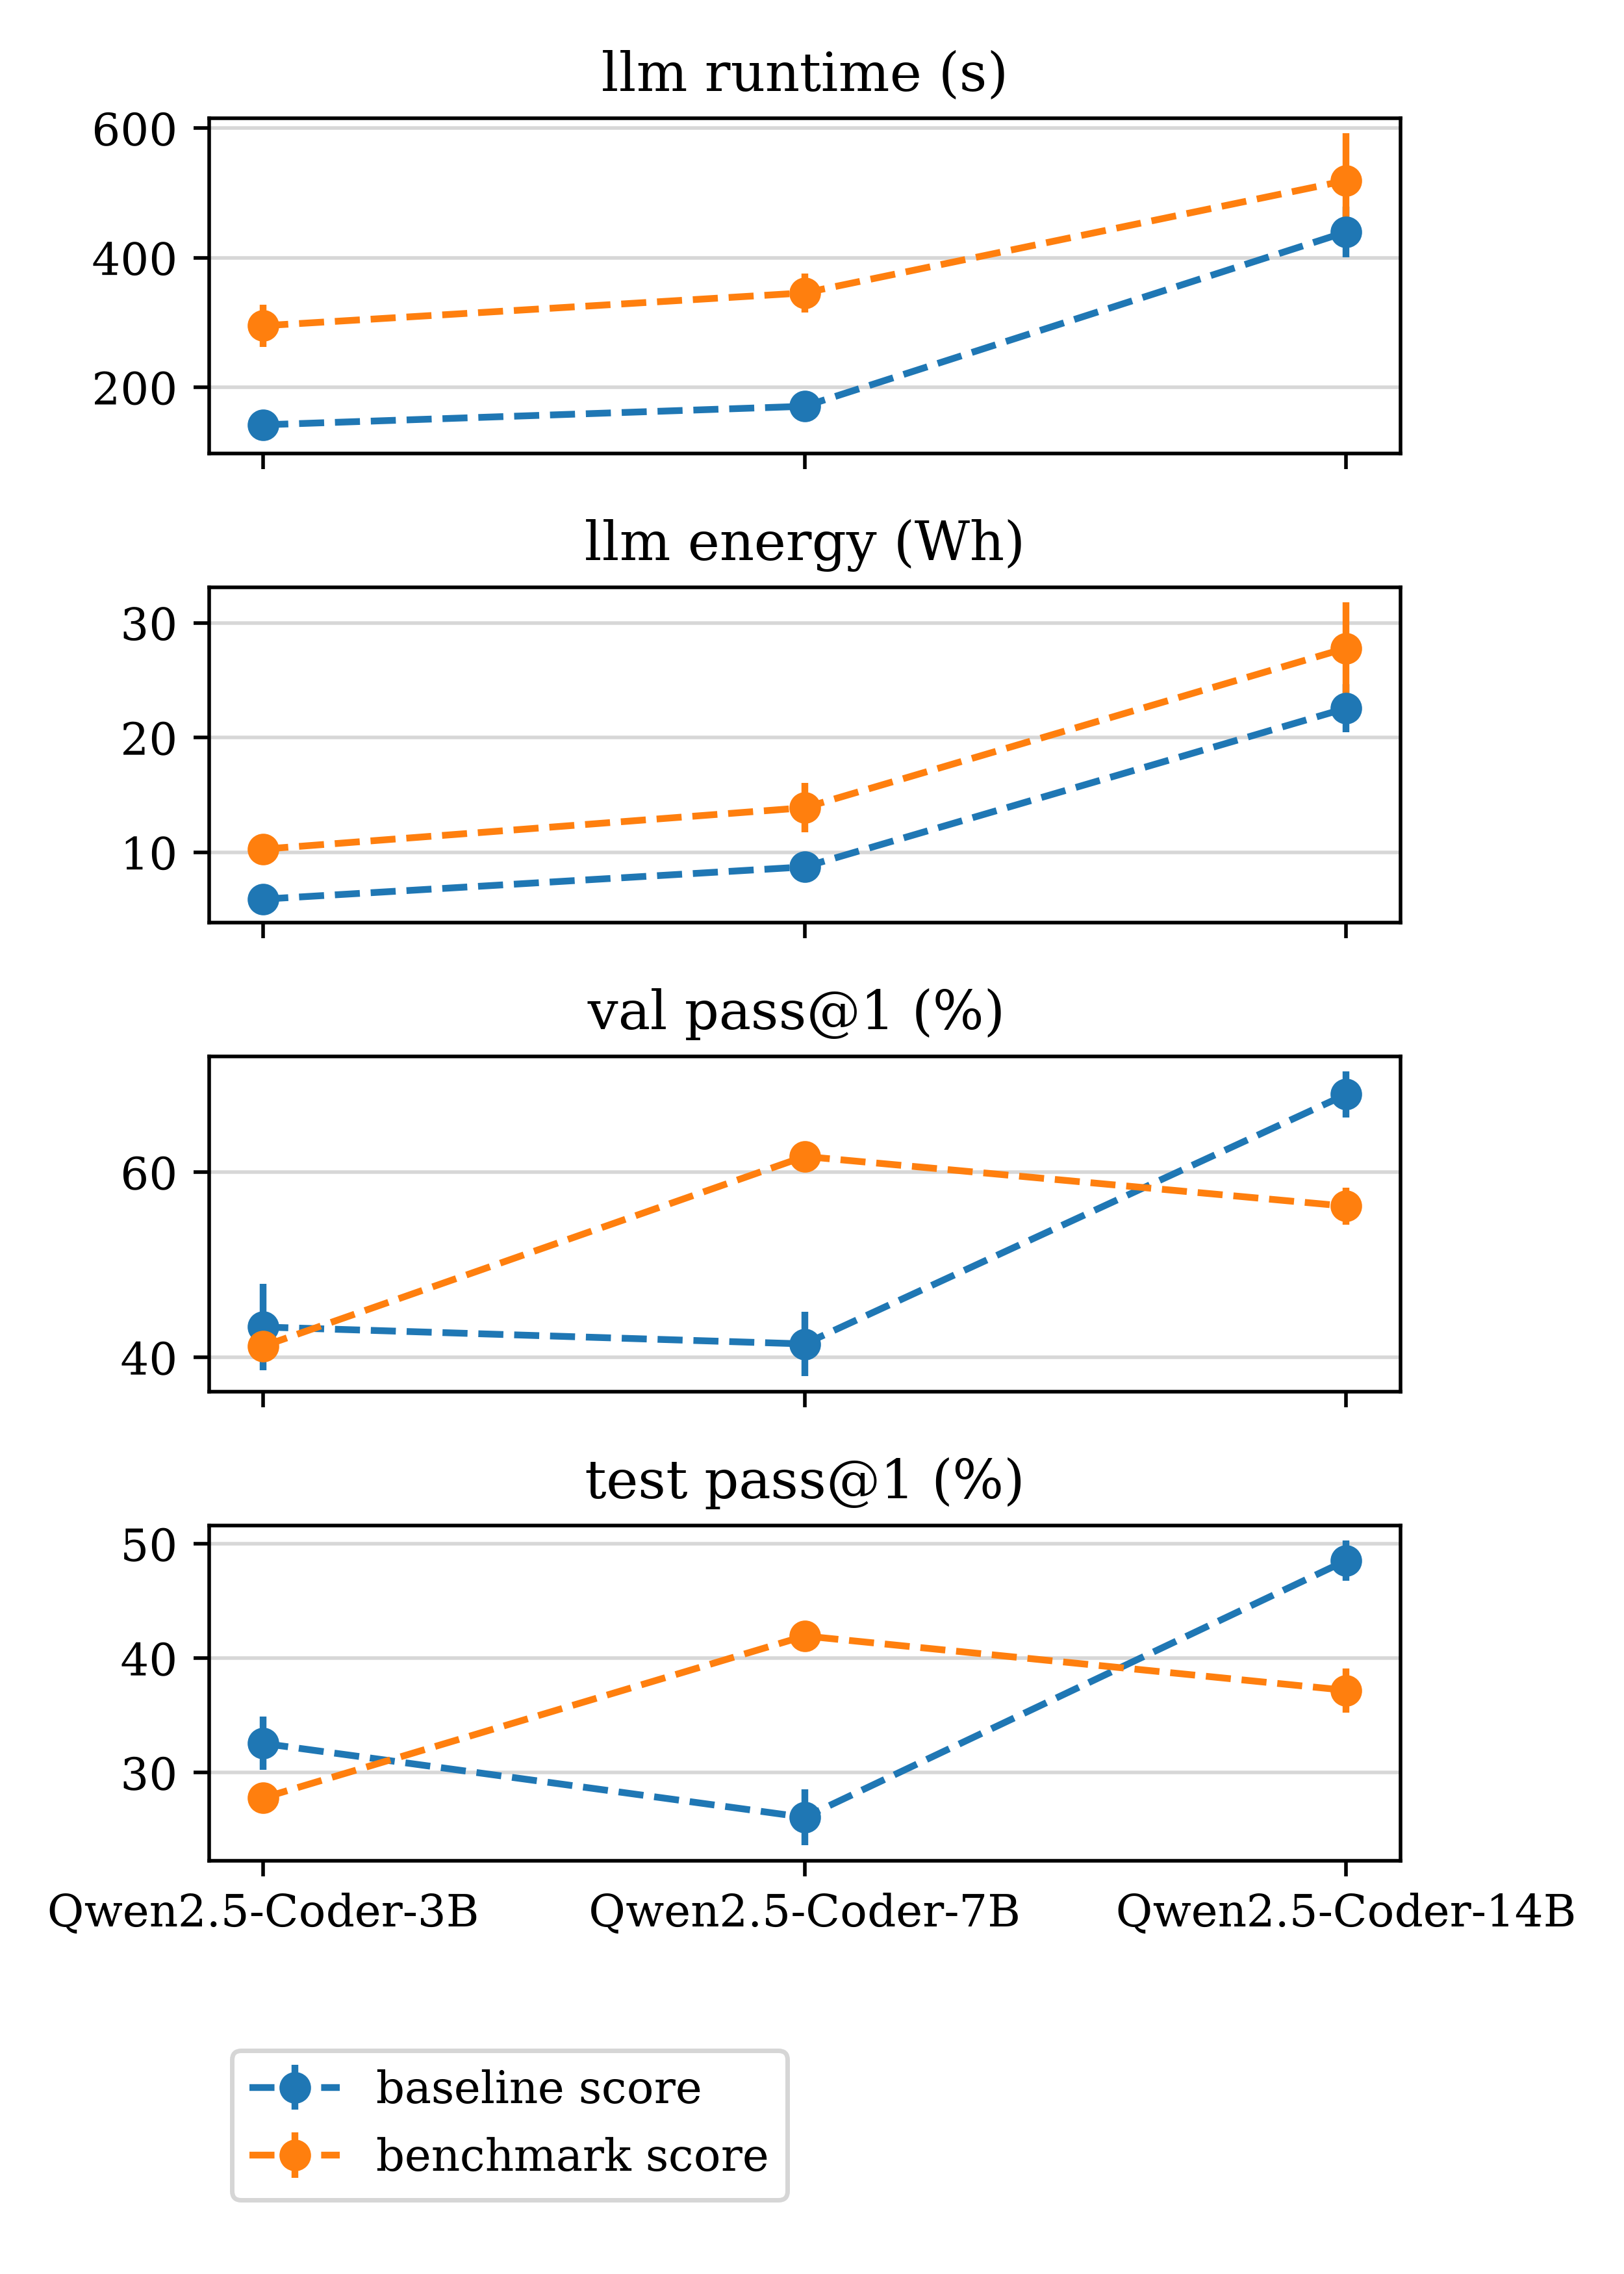 llm runtime (s)
600
400
200
llm energy (Wh)
30
20
10
val pass@1 (%)
60
40
test pass@1 (%)
50
40
30
Qwen2.5-Coder-3B Qwen2.5-Coder-7B Qwen2.5-Coder-14B
baseline score
benchmark score